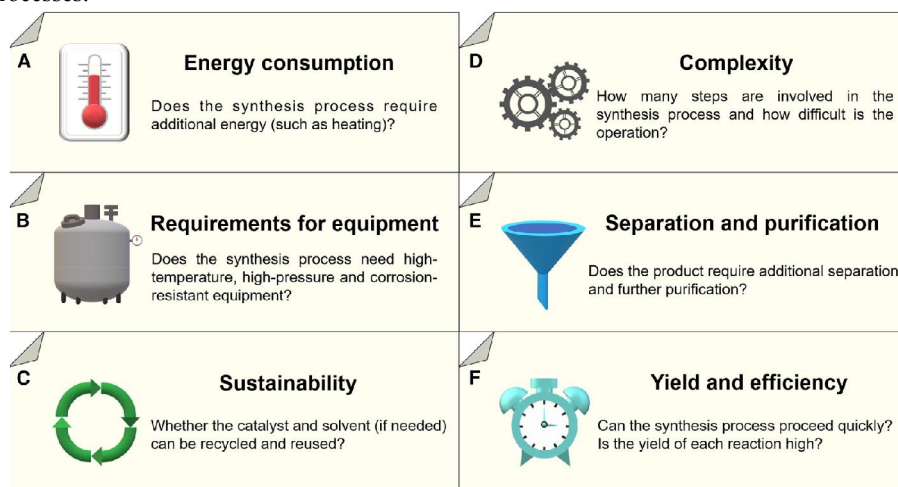 A
Energy consumption
Does the synthesis process require
additional energy (such as heating)?
B
Requirements for equipment
Does the synthesis process need high-
temperature, high-pressure and corrosion-
resistant equipment?
C
Sustainability
Whether the catalyst and solvent (if needed)
can be recycled and reused?
D
Complexity
How many steps are involved in the
synthesis process and how difficult is the
operation?
E
Separation and purification
Does the product require additional separation
and further purification?
F
Yield and efficiency
Can the synthesis process proceed quickly?
Is the yield of each reaction high?